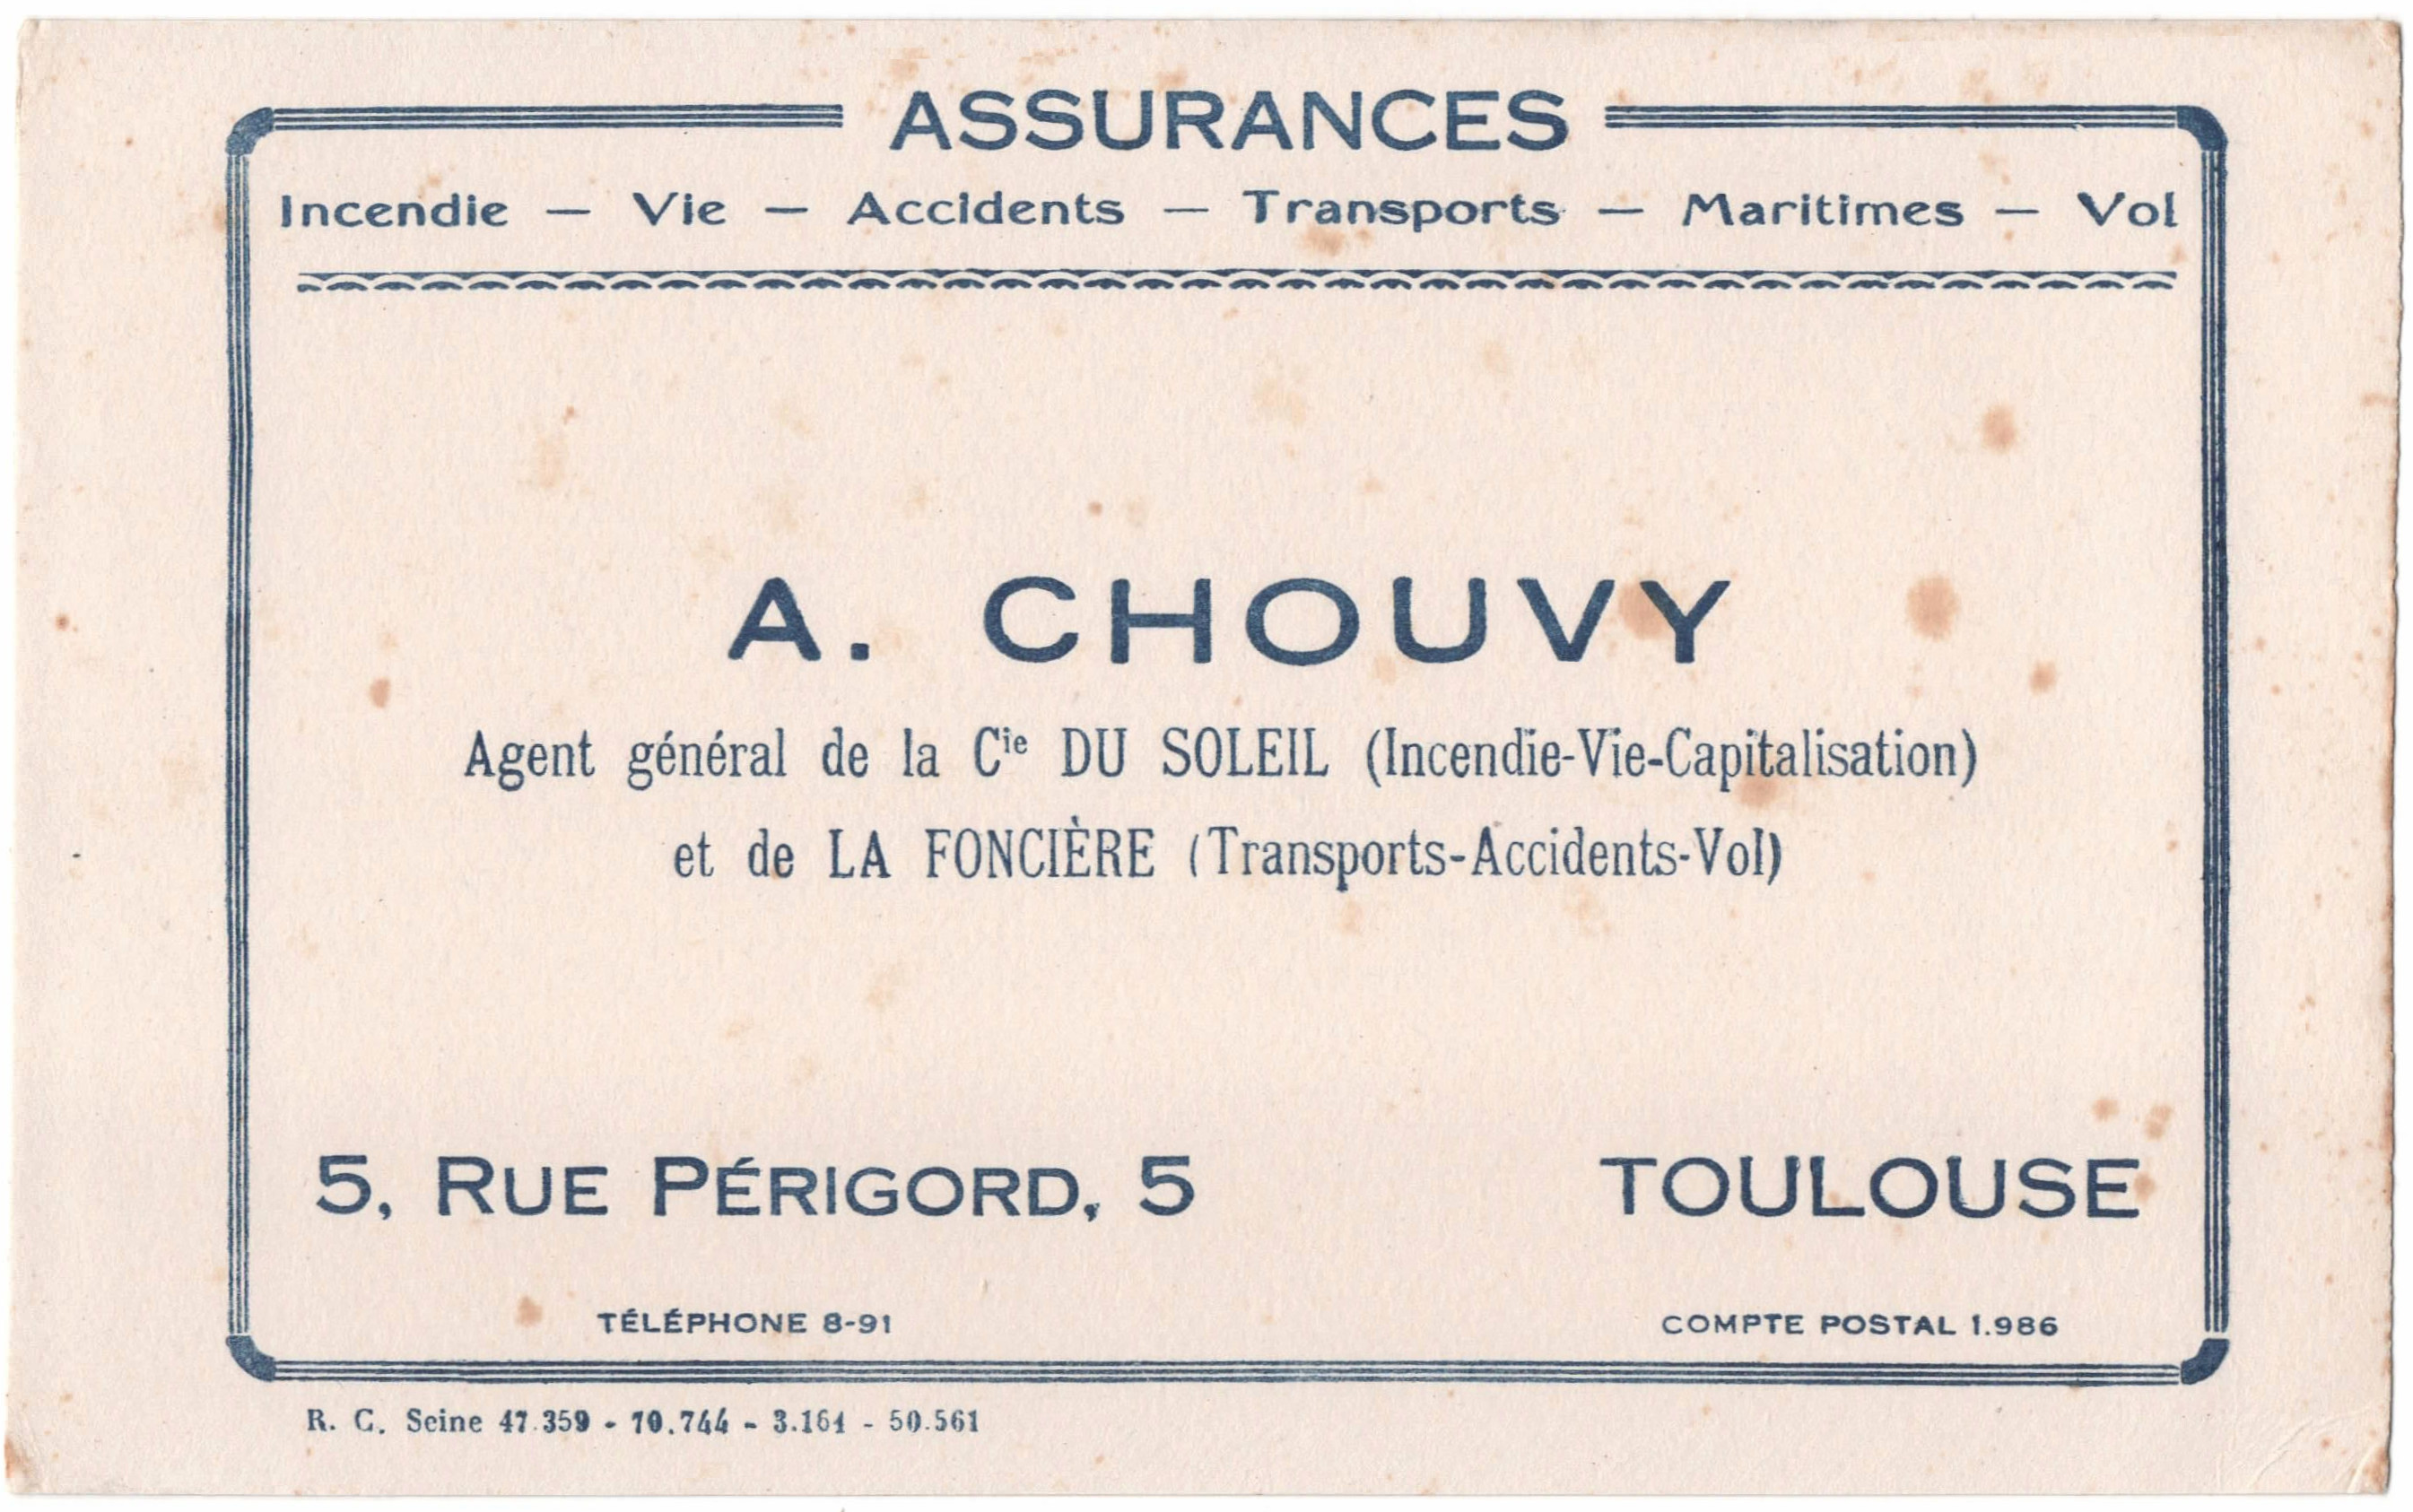 ASSURANCES
Incendie — Vie — Accidents — Transports — Maritimes — Vol
A. CHOUVY
Agent général de la Cie DU SOLEIL (Incendie-Vie-Capitalisation)
et de LA FONCIÈRE (Transports-Accidents-Vol)
5, RUE PÉRIGORD, 5 TOULOUSE
TÉLÉPHONE 8-91 COMPTE POSTAL 1.986
R. C. Seine 47.359 - 70.744 - 3.161 - 50.561